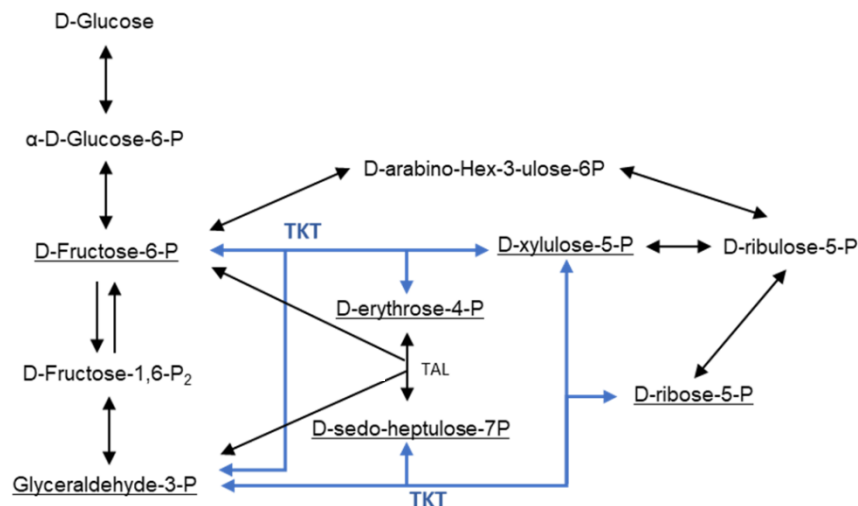 D-Glucose
α-D-Glucose-6-P
D-arabino-Hex-3-ulose-6P
TKT
D-Fructose-6-P
D-xylulose-5-P
D-ribulose-5-P
D-erythrose-4-P
TAL
D-Fructose-1,6-P₂
D-ribose-5-P
D-sedo-heptulose-7P
Glyceraldehyde-3-P
TKT